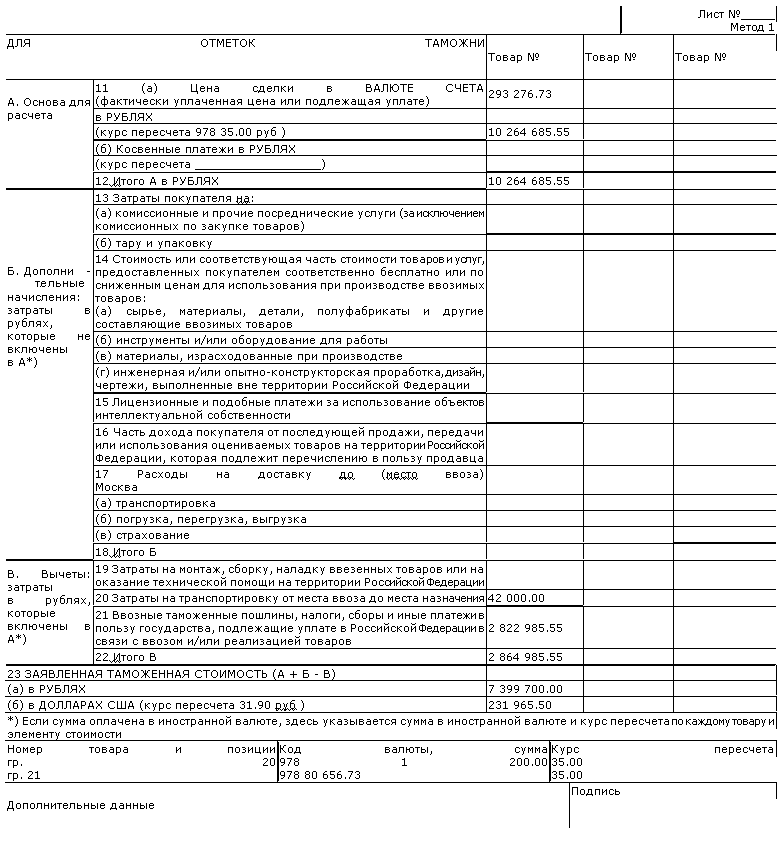 Лист №_____
Метод 1
ДЛЯ ОТМЕТОК ТАМОЖНИ
Товар №
Товар №
Товар №
А. Основа для
расчета
11 (а) Цена сделки в ВАЛЮТЕ СЧЕТА
(фактически уплаченная цена или подлежащая уплате)
293 276.73
в РУБЛЯХ
(курс пересчета 978 35.00 руб )
10 264 685.55
(б) Косвенные платежи в РУБЛЯХ
(курс пересчета ___________________)
12.Итого А в РУБЛЯХ
10 264 685.55
Б. Дополни -
тельные
начисления:
затраты в
рублях,
которые не
включены
в А*)
13 Затраты покупателя на:
(а) комиссионные и прочие посреднические услуги (за исключением
комиссионных по закупке товаров)
(б) тару и упаковку
14 Стоимость или соответствующая часть стоимости товаров и услуг,
предоставленных покупателем соответственно бесплатно или по
сниженным ценам для использования при производстве ввозимых
товаров:
(а) сырье, материалы, детали, полуфабрикаты и другие
составляющие ввозимых товаров
(б) инструменты и/или оборудование для работы
(в) материалы, израсходованные при производстве
(г) инженерная и/или опытно-конструкторская проработка,дизайн,
чертежи, выполненные вне территории Российской Федерации
15 Лицензионные и подобные платежи за использование объектов
интеллектуальной собственности
16 Часть дохода покупателя от последующей продажи, передачи
или использования оцениваемых товаров на территории Российской
Федерации, которая подлежит перечислению в пользу продавца
17 Расходы на доставку до (место ввоза)
Москва
(а) транспортировка
(б) погрузка, перегрузка, выгрузка
(в) страхование
18.Итого Б
В. Вычеты:
затраты
в рублях,
которые
включены в
А*)
19 Затраты на монтаж, сборку, наладку ввезенных товаров или на
оказание технической помощи на территории Российской Федерации
20 Затраты на транспортировку от места ввоза до места назначения
42 000.00
21 Ввозные таможенные пошлины, налоги, сборы и иные платежи в
пользу государства, подлежащие уплате в Российской Федерации в
связи с ввозом и/или реализацией товаров
2 822 985.55
22.Итого В
2 864 985.55
23 ЗАЯВЛЕННАЯ ТАМОЖЕННАЯ СТОИМОСТЬ (А + Б - В)
(а) в РУБЛЯХ
7 399 700.00
(б) в ДОЛЛАРАХ США (курс пересчета 31.90 руб )
231 965.50
*) Если сумма оплачена в иностранной валюте, здесь указывается сумма в иностранной валюте и курс пересчета по каждому товару и
элементу стоимости
Номер товара и позиции
Код валюты, сумма
Курс пересчета
гр. 20
978 1 200.00
35.00
гр. 21
978 80 656.73
35.00
Подпись
Дополнительные данные